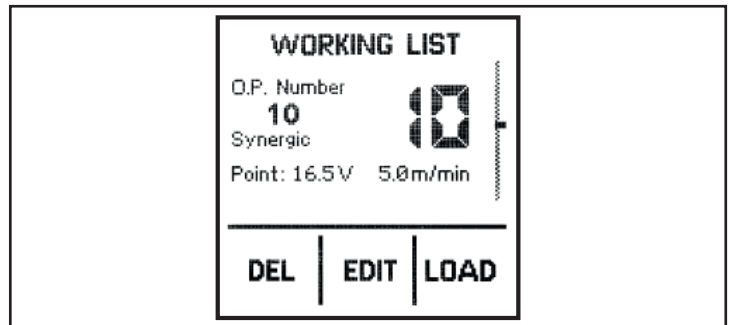 WORKING LIST
O.P. Number
10
10
Synergic
Point: 16.5V 5.0m/min
DEL EDIT LOAD